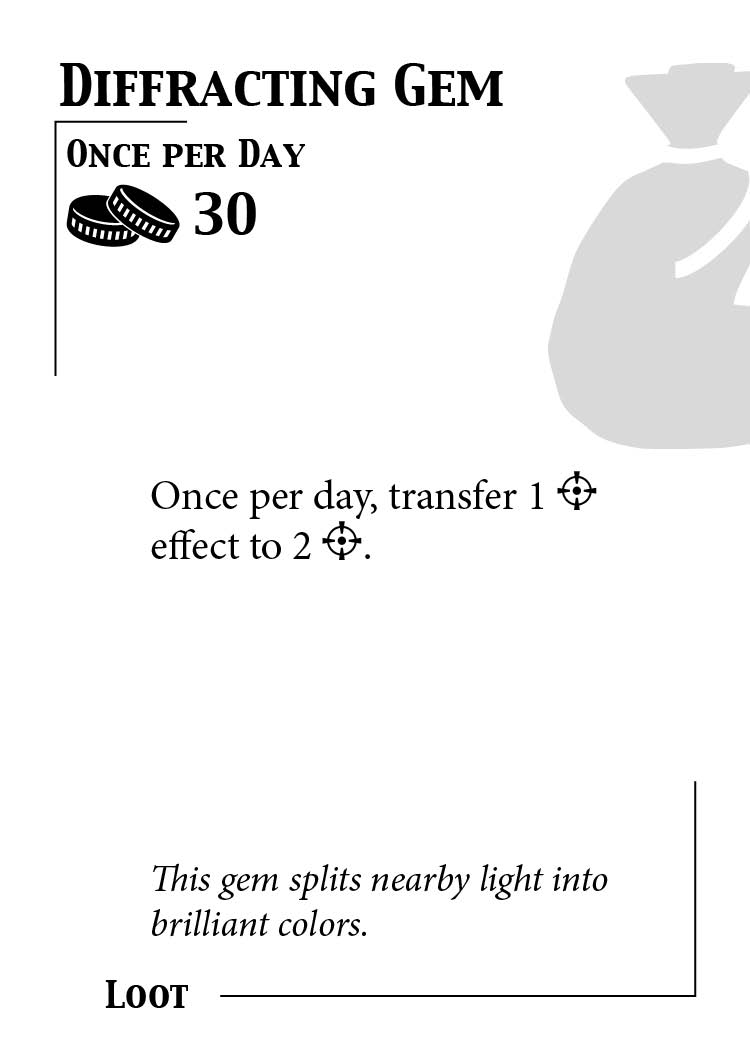 Diffracting Gem
Once per Day
30
Once per day, transfer 1
effect to 2 .
This gem splits nearby light into
brilliant colors.
Loot